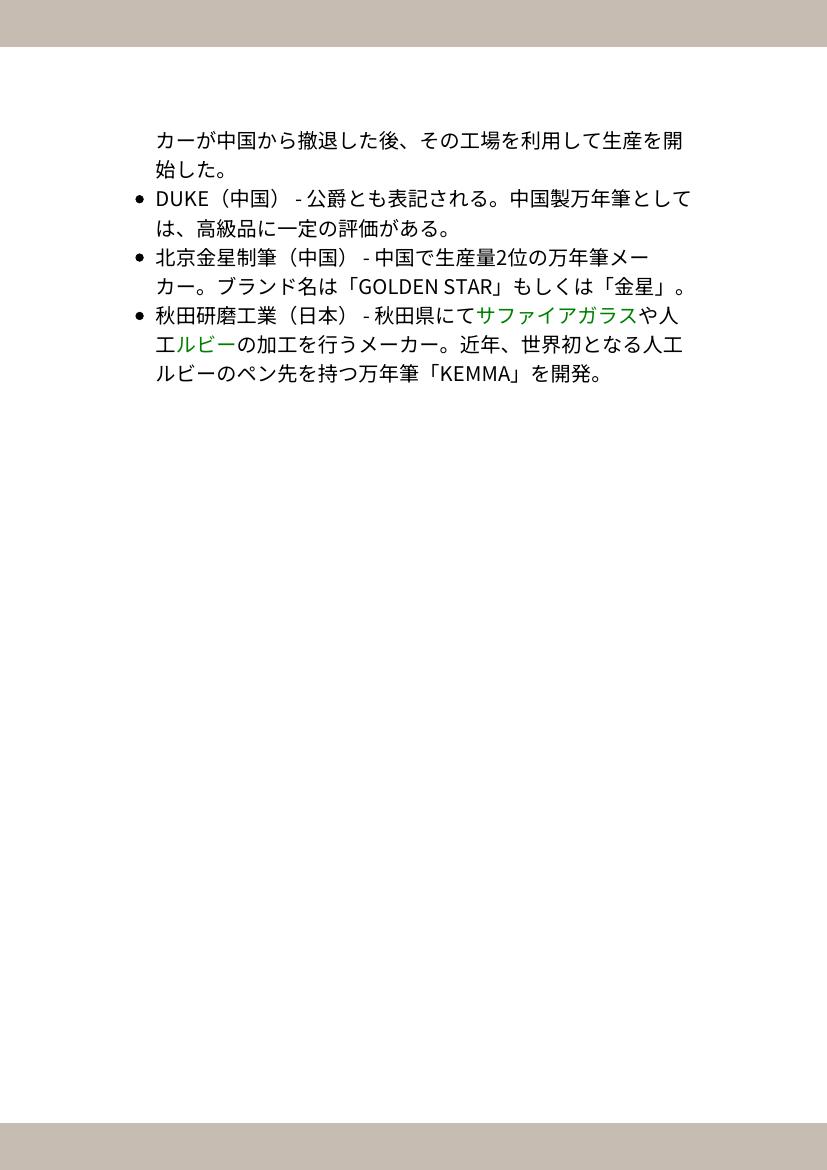 カーが中国から撤退した後、その工場を利用して生産を開
始した。
• DUKE（中国） - 公爵とも表記される。中国製万年筆として
は、高級品に一定の評価がある。
• 北京金星制筆（中国） - 中国で生産量2位の万年筆メー
カー。ブランド名は「GOLDEN STAR」もしくは「金星」。
• 秋田研磨工業（日本） - 秋田県にてサファイアガラスや人
工ルビーの加工を行うメーカー。近年、世界初となる人工
ルビーのペン先を持つ万年筆「KEMMA」を開発。